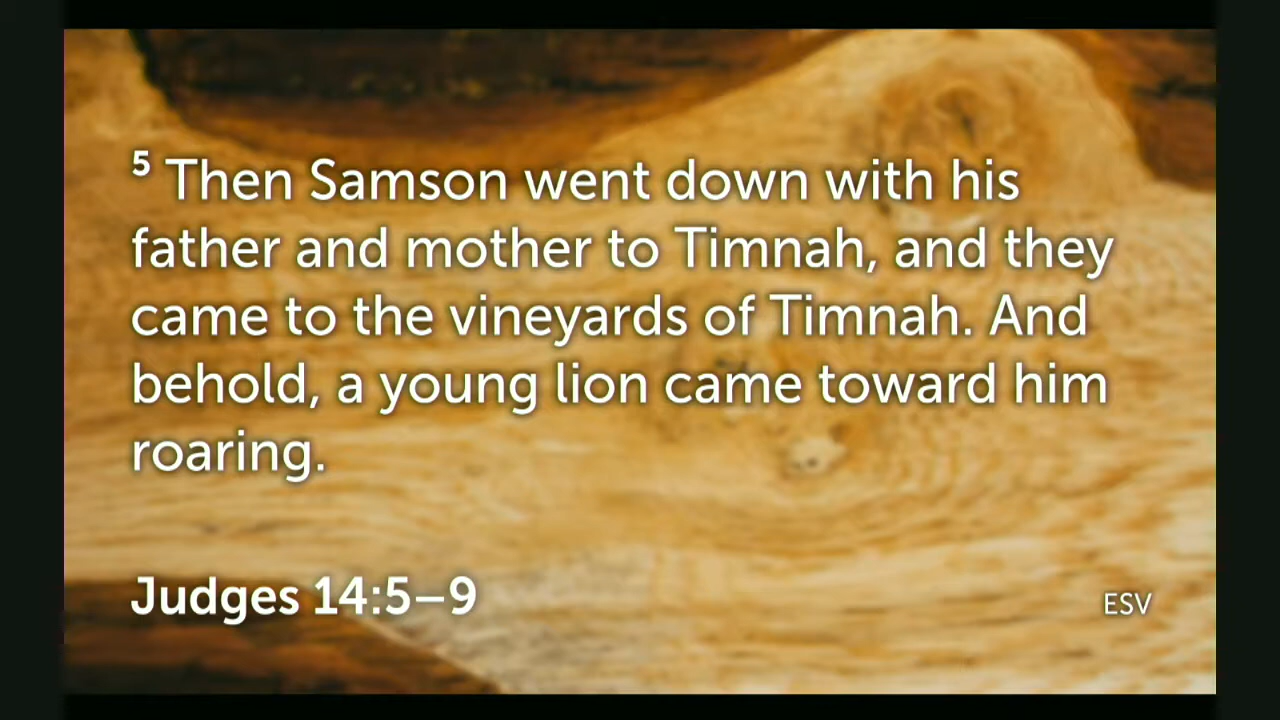 5 Then Samson went down with his
father and mother to Timnah, and they
came to the vineyards of Timnah. And
behold, a young lion came toward him
roaring.
Judges 14:5–9
ESV